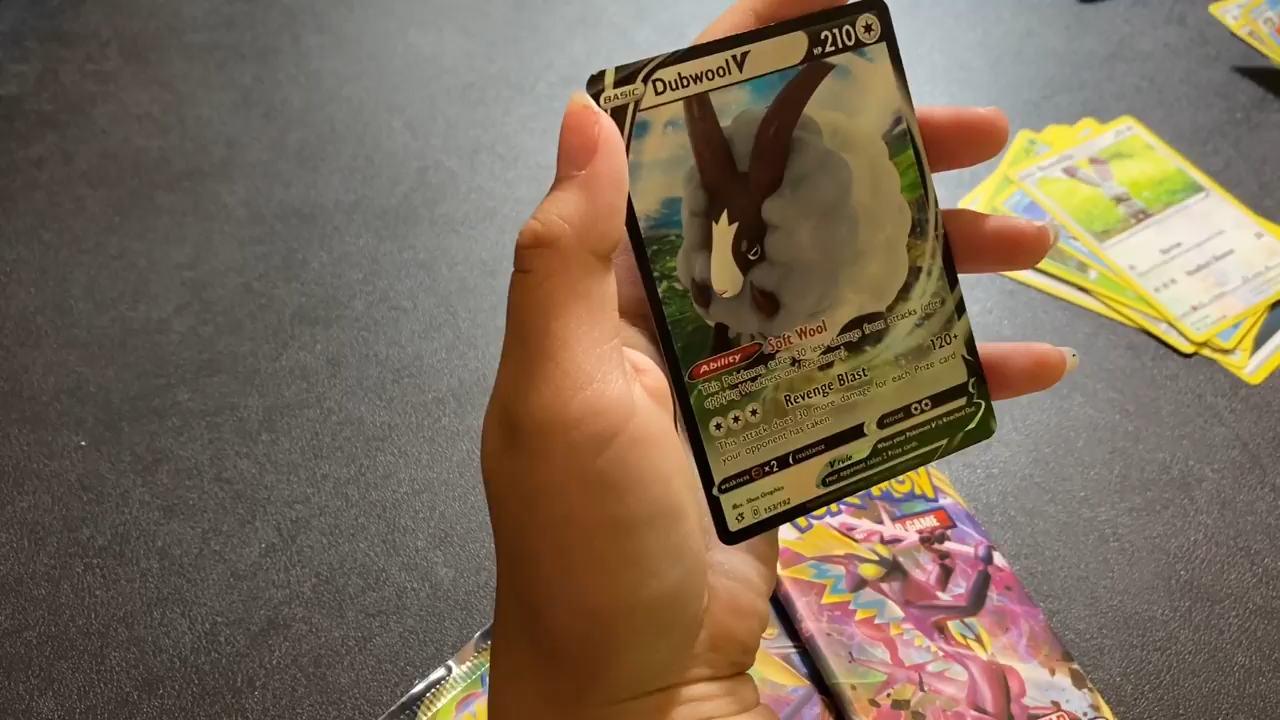 BASIC
Dubwool V
HP 210
Ability Soft Wool
This Pokémon takes 30 less damage from attacks (after
applying Weakness and Resistance).
Revenge Blast 120+
This attack does 30 more damage for each Prize card
your opponent has taken.
weakness ×2 resistance
retreat
V rule When your Pokémon V is Knocked Out,
your opponent takes 2 Prize cards.
Illus. Shun Graphics
D 153/192
POKÉMON
GAME